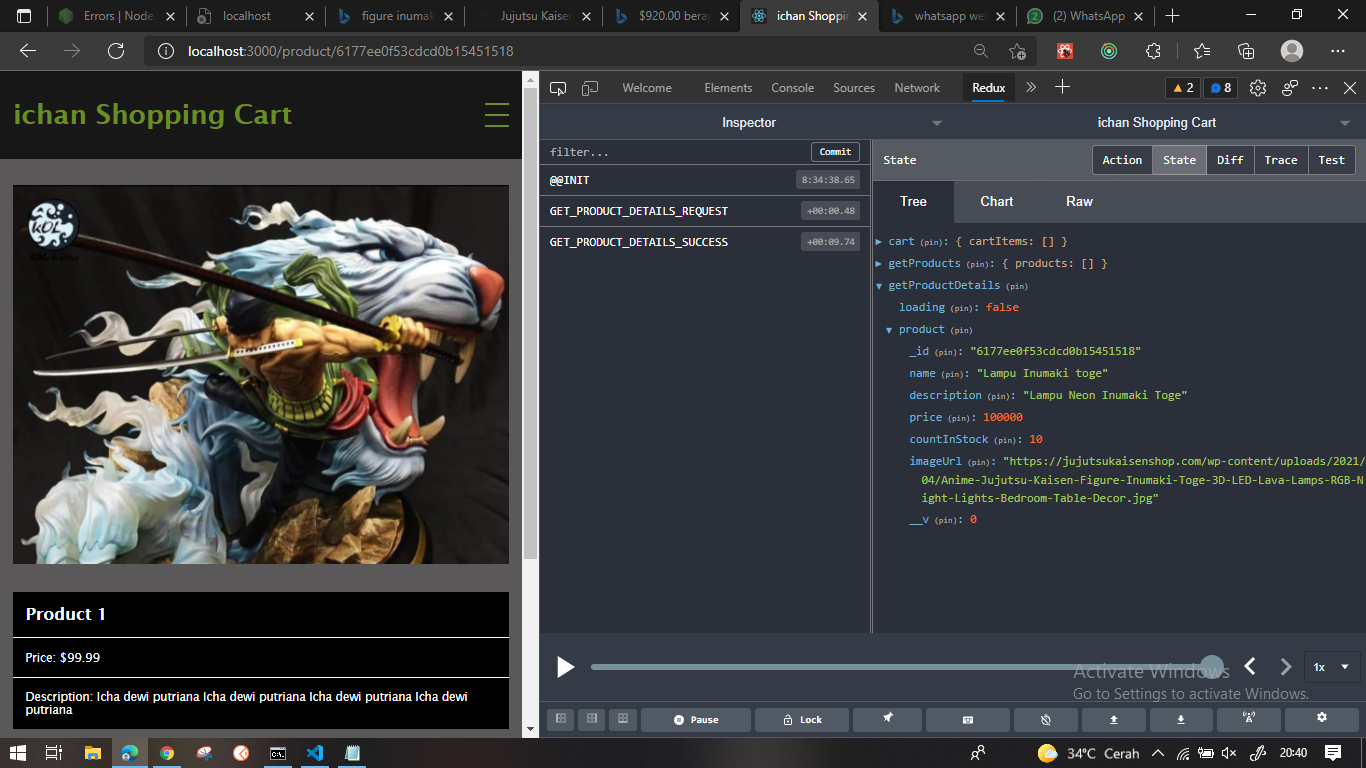 Errors | Node
localhost
figure inumak
Jujutsu Kaisen
$920.00 bera
ichan Shoppin
whatsapp we
(2) WhatsApp
localhost:3000/product/6177ee0f53cdcd0b15451518
ichan Shopping Cart
KOL
Product 1
Price: $99.99
Description: Icha dewi putriana Icha dewi putriana Icha dewi putriana Icha dewi
putriana
Welcome
Elements
Console
Sources
Network
Redux
2
8
Inspector
ichan Shopping Cart
filter...
Commit
@@INIT
8:34:38.65
GET_PRODUCT_DETAILS_REQUEST
+00:00.48
GET_PRODUCT_DETAILS_SUCCESS
+00:09.74
State
Action
State
Diff
Trace
Test
Tree
Chart
Raw
cart (pin): { cartItems: [] }
getProducts (pin): { products: [] }
getProductDetails (pin)
loading (pin): false
product (pin)
_id (pin): "6177ee0f53cdcd0b15451518"
name (pin): "Lampu Inumaki toge"
description (pin): "Lampu Neon Inumaki Toge"
price (pin): 100000
countInStock (pin): 10
imageUrl (pin): "https://jujutsukaisenshop.com/wp-content/uploads/2021/
04/Anime-Jujutsu-Kaisen-Figure-Inumaki-Toge-3D-LED-Lava-Lamps-RGB-N
ight-Lights-Bedroom-Table-Decor.jpg"
__v (pin): 0
1x
Activate Windows
Go to Settings to activate Windows.
Pause
Lock
34°C Cerah
20:40